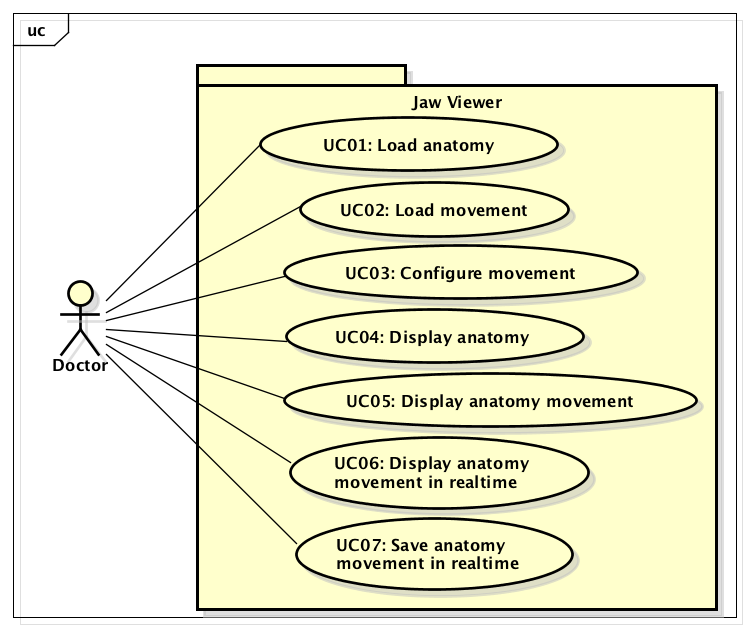 uc
Jaw Viewer
UC01: Load anatomy
UC02: Load movement
UC03: Configure movement
UC04: Display anatomy
Doctor
UC05: Display anatomy movement
UC06: Display anatomy
movement in realtime
UC07: Save anatomy
movement in realtime